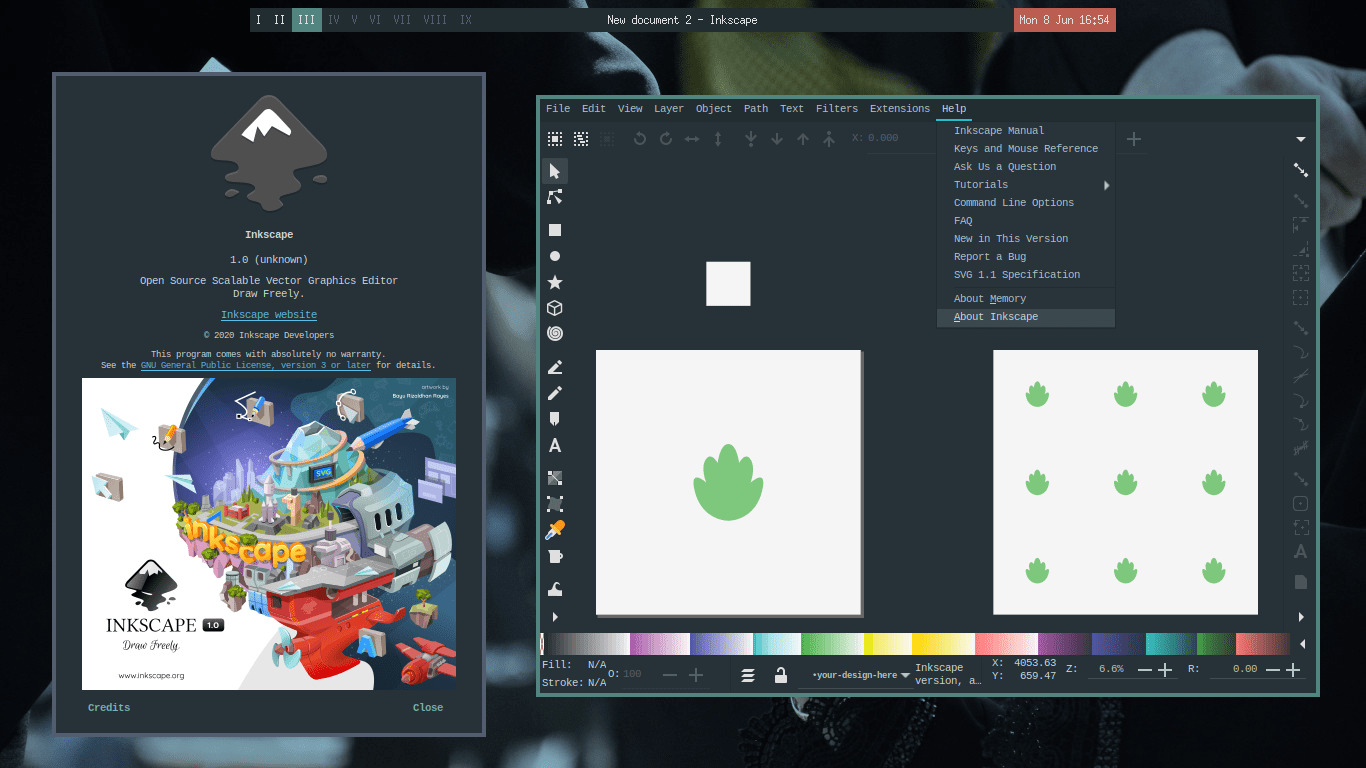 I II III IV V VI VII VIII IX
New document 2 - Inkscape
Mon 8 Jun 16:54
Inkscape
1.0 (unknown)
Open Source Scalable Vector Graphics Editor
Draw Freely.
Inkscape website
© 2020 Inkscape Developers
This program comes with absolutely no warranty.
See the GNU General Public License, version 3 or later for details.
artwork by
Bayu Rizaldhan Rayes
SVG
inkscape
INKSCAPE 1.0
Draw Freely.
www.inkscape.org
Credits
Close
File Edit View Layer Object Path Text Filters Extensions Help
X: 0.000
Inkscape Manual
Keys and Mouse Reference
Ask Us a Question
Tutorials
Command Line Options
FAQ
New in This Version
Report a Bug
SVG 1.1 Specification
About Memory
About Inkscape
Fill: N/A
Stroke: N/A
O: 100
•your-design-here
Inkscape
version, a…
X: 4053.63
Y: 659.47
Z: 6.6%
R: 0.00